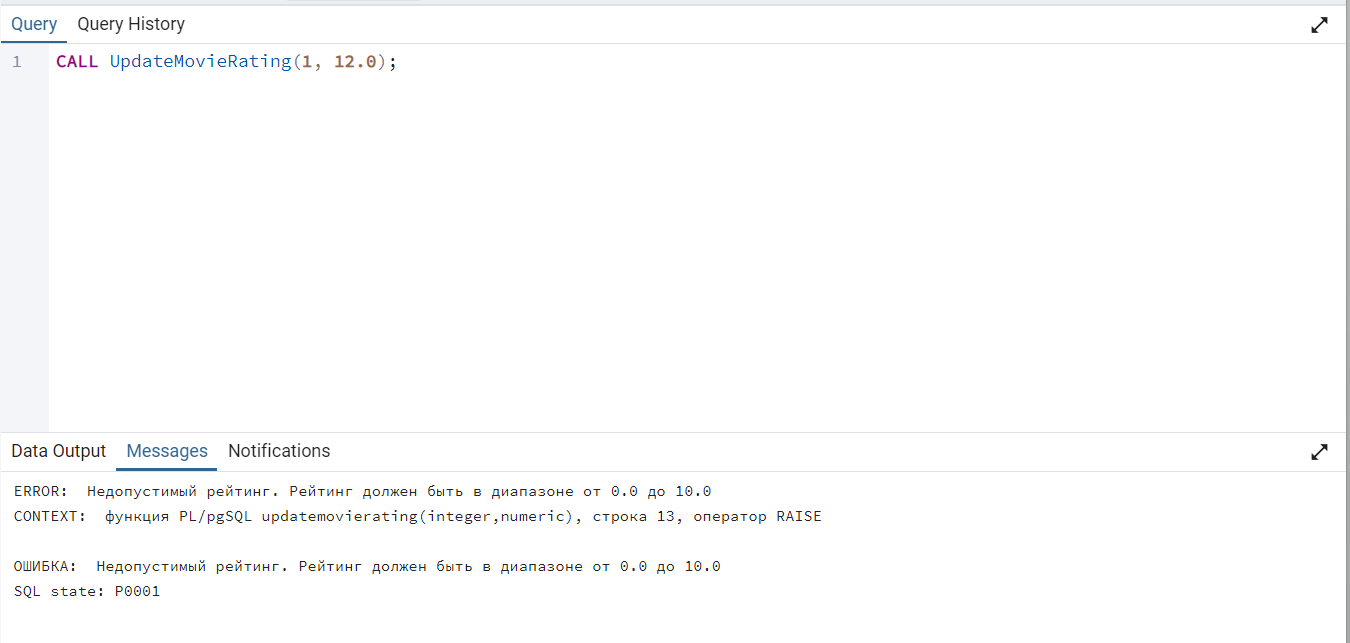 Query Query History
1 CALL UpdateMovieRating(1, 12.0);
Data Output Messages Notifications
ERROR:  Недопустимый рейтинг. Рейтинг должен быть в диапазоне от 0.0 до 10.0
CONTEXT:  функция PL/pgSQL updatemovierating(integer,numeric), строка 13, оператор RAISE
ОШИБКА:  Недопустимый рейтинг. Рейтинг должен быть в диапазоне от 0.0 до 10.0
SQL state: P0001